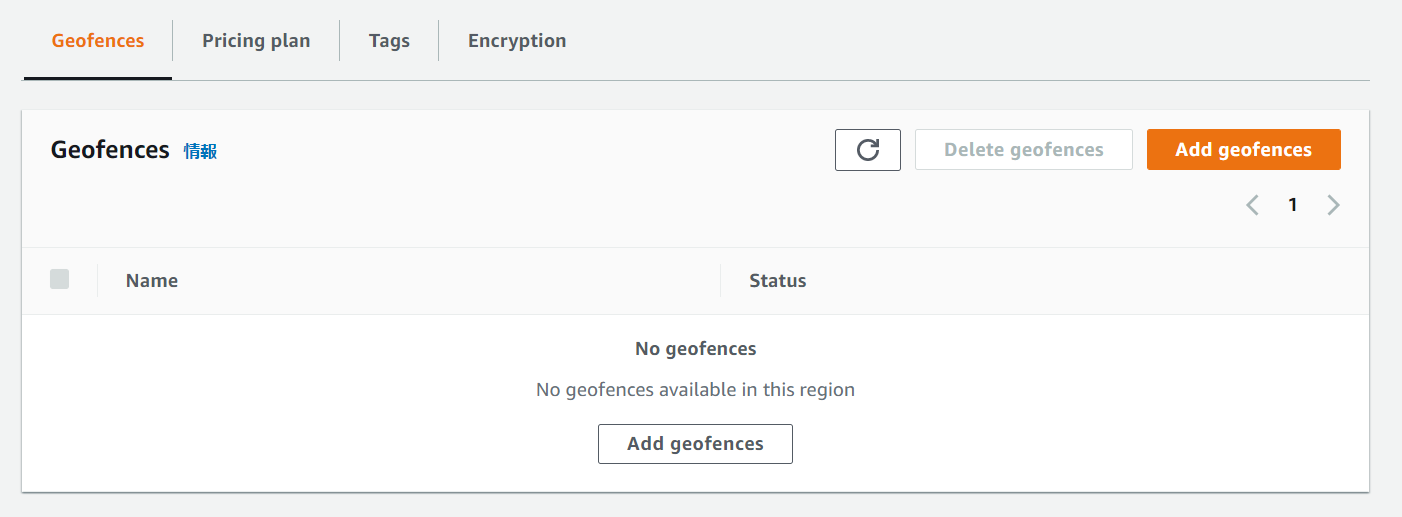 Geofences Pricing plan Tags Encryption
Geofences 情報 Delete geofences Add geofences
1
Name Status
No geofences
No geofences available in this region
Add geofences